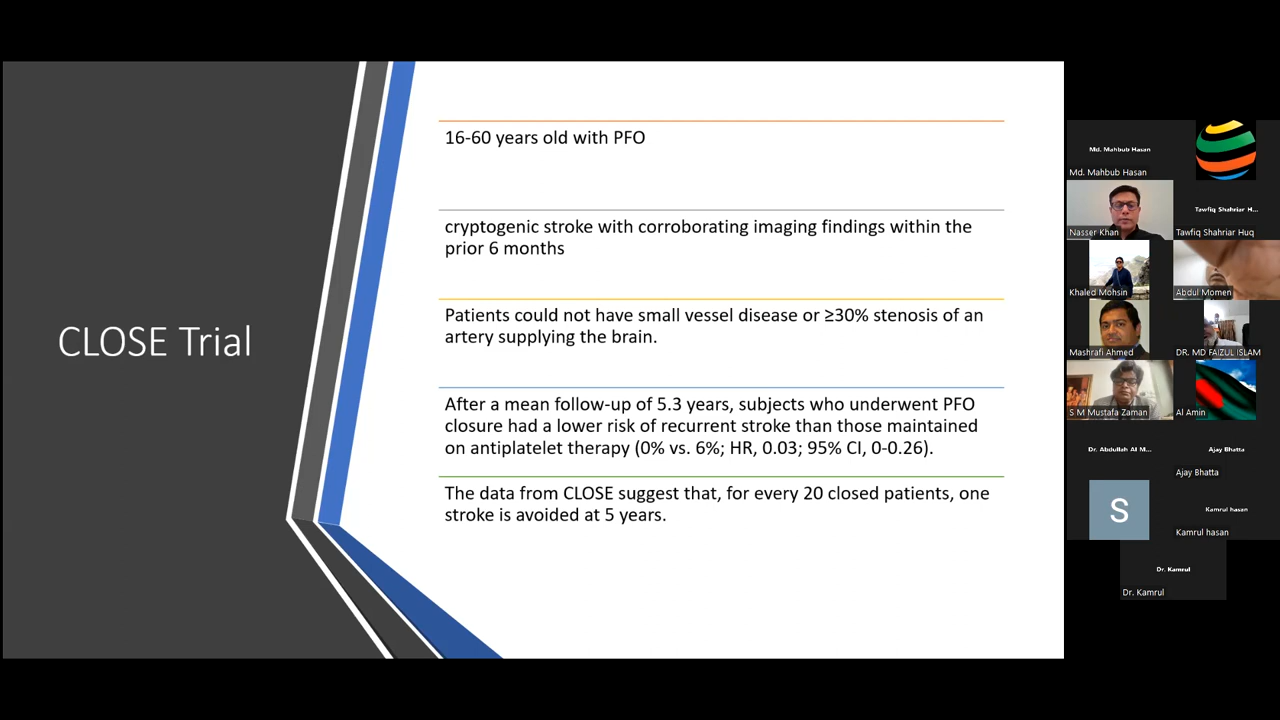 CLOSE Trial
16-60 years old with PFO
cryptogenic stroke with corroborating imaging findings within the
prior 6 months
Patients could not have small vessel disease or ≥30% stenosis of an
artery supplying the brain.
After a mean follow-up of 5.3 years, subjects who underwent PFO
closure had a lower risk of recurrent stroke than those maintained
on antiplatelet therapy (0% vs. 6%; HR, 0.03; 95% CI, 0-0.26).
The data from CLOSE suggest that, for every 20 closed patients, one
stroke is avoided at 5 years.
Md. Mahbub Hasan
Md. Mahbub Hasan
Tawfiq Shahriar H...
Nasser Khan
Tawfiq Shahriar Huq
Khaled Mohsin
Abdul Momen
Mashrafi Ahmed
DR. MD FAIZUL ISLAM
S M Mustafa Zaman
Al Amin
Dr. Abdullah Al M...
Ajay Bhatta
Ajay Bhatta
S
Kamrul hasan
Kamrul hasan
Dr. Kamrul
Dr. Kamrul